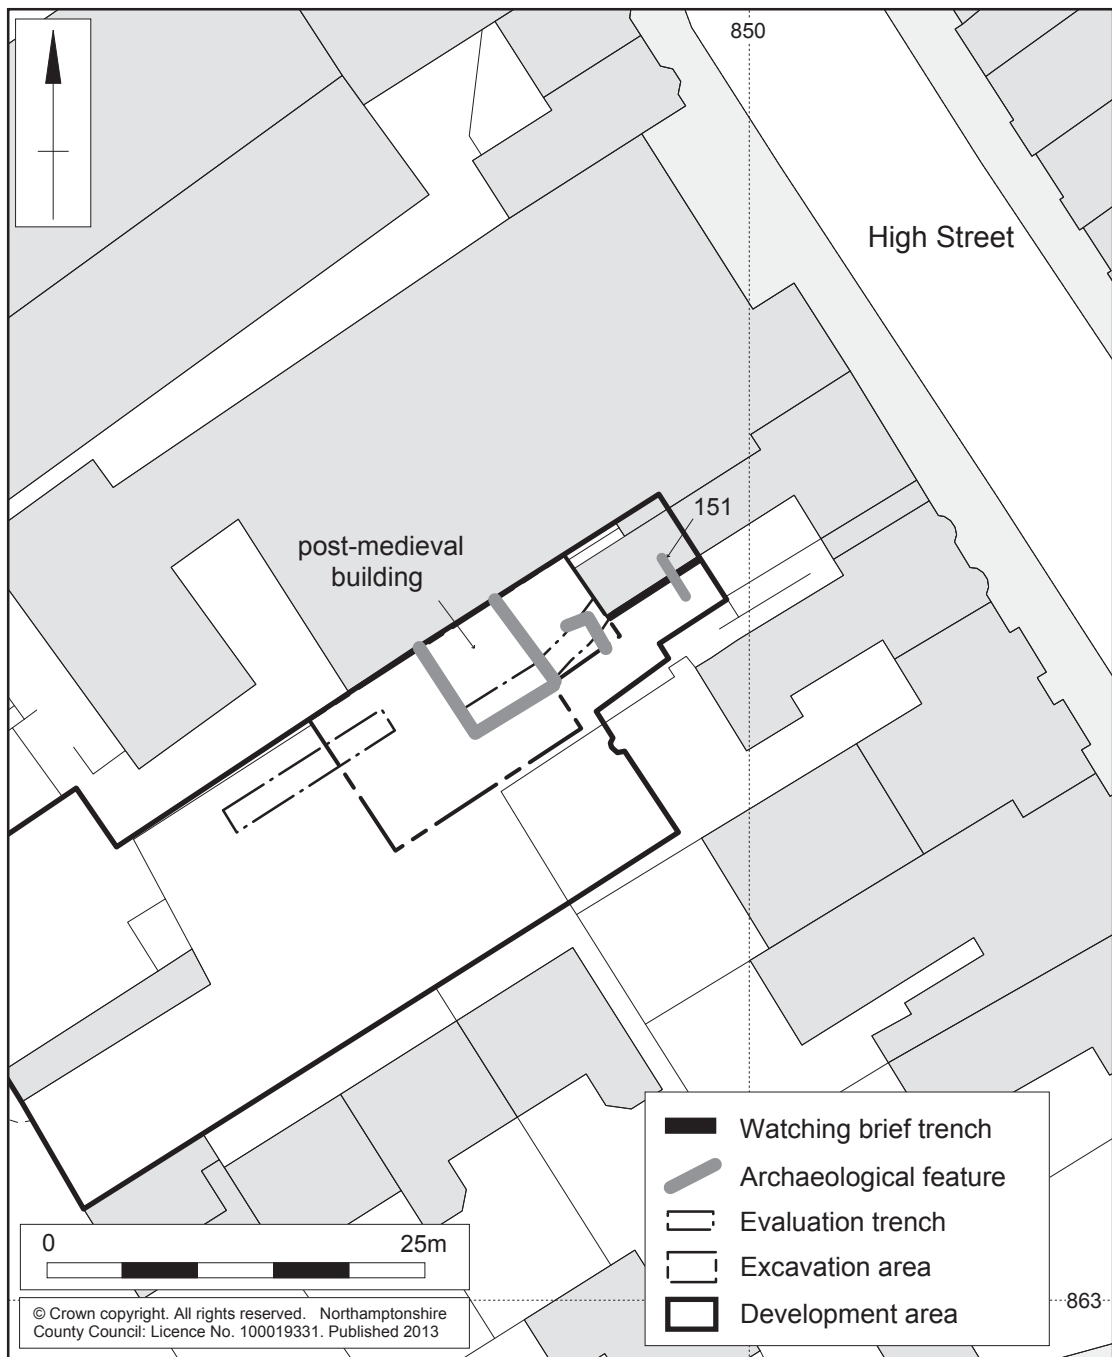 850
High Street
151
post-medieval
building
Watching brief trench
Archaeological feature
Evaluation trench
Excavation area
Development area
0 25m
863
© Crown copyright. All rights reserved. Northamptonshire
County Council: Licence No. 100019331. Published 2013